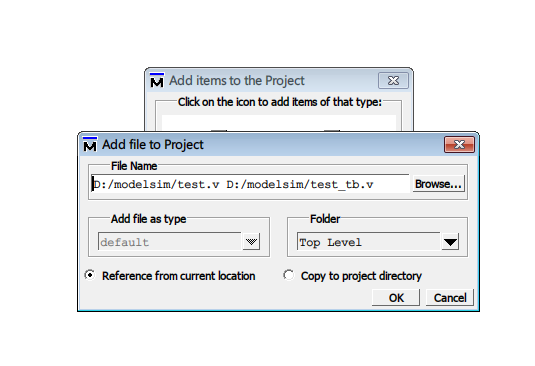 Add items to the Project
Click on the icon to add items of that type:
Add file to Project
File Name
D:/modelsim/test.v D:/modelsim/test_tb.v
Browse...
Add file as type
Folder
default
Top Level
Reference from current location
Copy to project directory
OK
Cancel